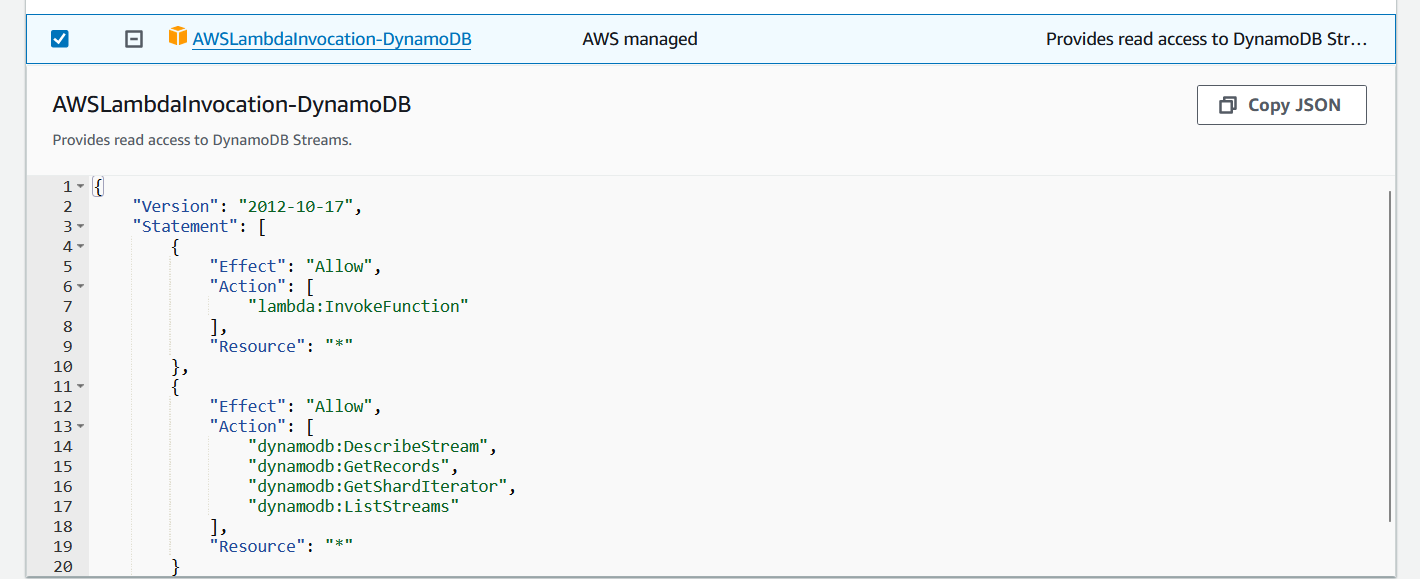 AWSLambdaInvocation-DynamoDB AWS managed Provides read access to DynamoDB Str…
AWSLambdaInvocation-DynamoDB
Copy JSON
Provides read access to DynamoDB Streams.
1 {
2 "Version": "2012-10-17",
3 "Statement": [
4 {
5 "Effect": "Allow",
6 "Action": [
7 "lambda:InvokeFunction"
8 ],
9 "Resource": "*"
10 },
11 {
12 "Effect": "Allow",
13 "Action": [
14 "dynamodb:DescribeStream",
15 "dynamodb:GetRecords",
16 "dynamodb:GetShardIterator",
17 "dynamodb:ListStreams"
18 ],
19 "Resource": "*"
20 }